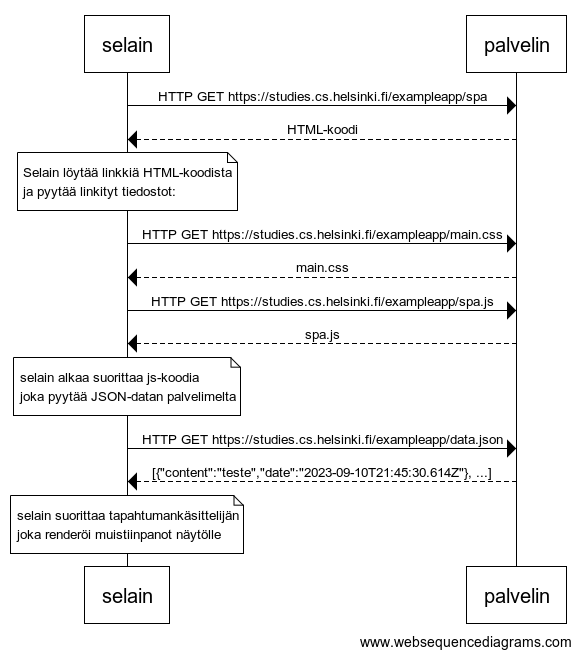 selain
palvelin
HTTP GET https://studies.cs.helsinki.fi/exampleapp/spa
HTML-koodi
Selain löytää linkkiä HTML-koodista
ja pyytää linkityt tiedostot:
HTTP GET https://studies.cs.helsinki.fi/exampleapp/main.css
main.css
HTTP GET https://studies.cs.helsinki.fi/exampleapp/spa.js
spa.js
selain alkaa suorittaa js-koodia
joka pyytää JSON-datan palvelimelta
HTTP GET https://studies.cs.helsinki.fi/exampleapp/data.json
[{"content":"teste","date":"2023-09-10T21:45:30.614Z"}, ...]
selain suorittaa tapahtumankäsittelijän
joka renderöi muistiinpanot näytölle
selain
palvelin
www.websequencediagrams.com